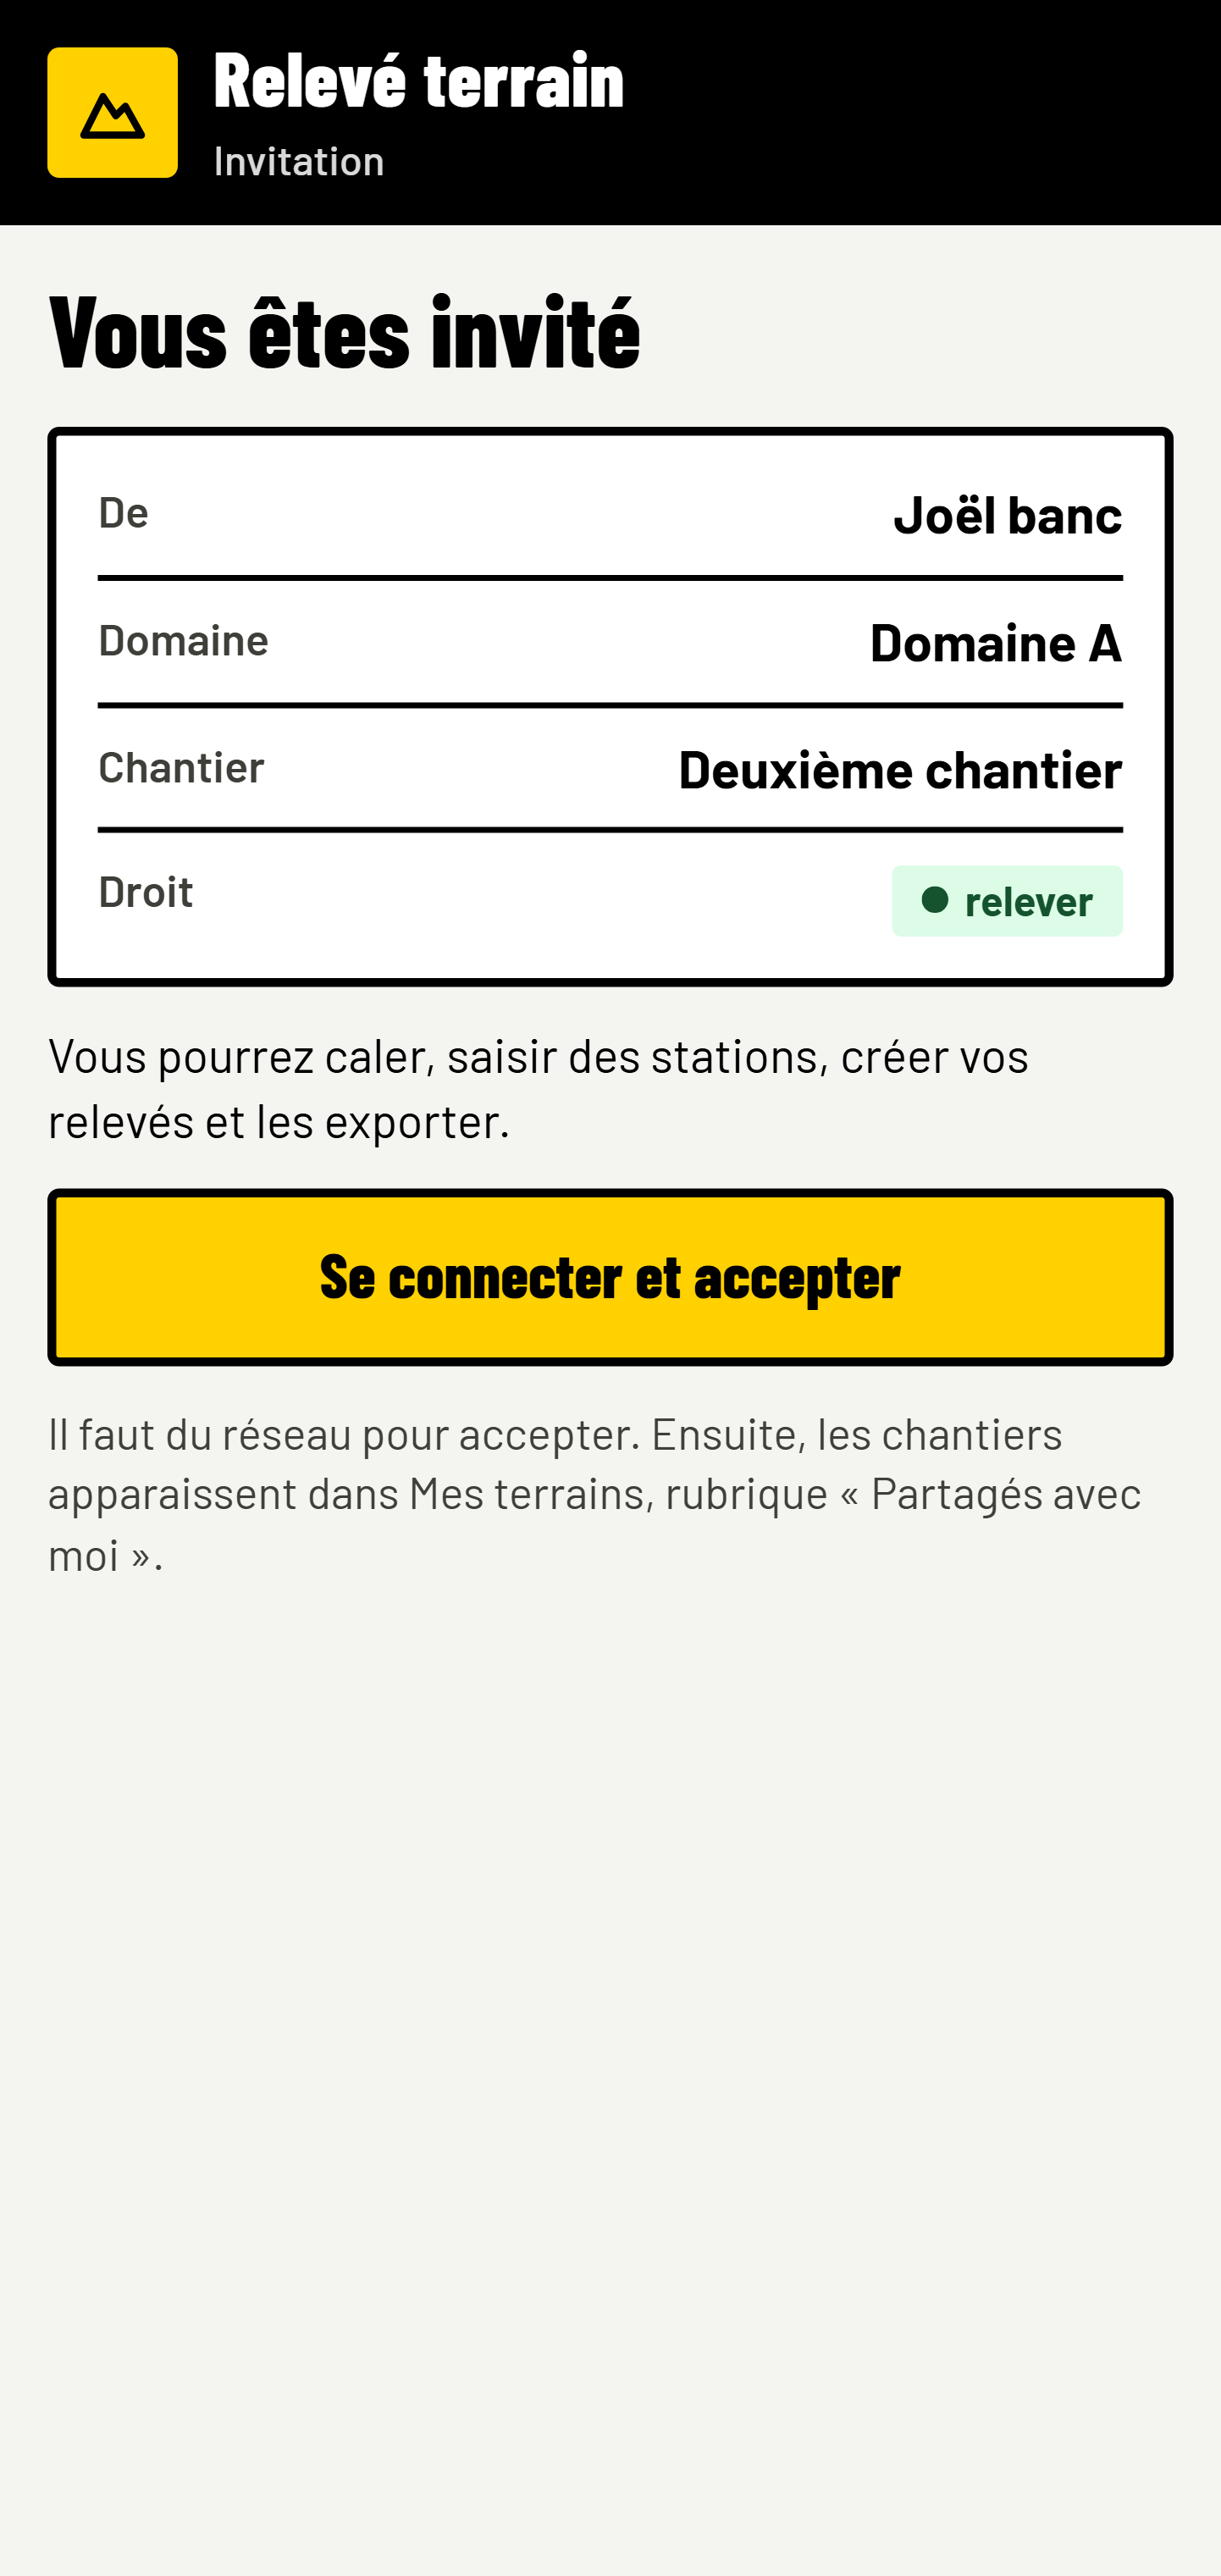 Relevé terrain
Invitation
Vous êtes invité
De Joël banc
Domaine Domaine A
Chantier Deuxième chantier
Droit relever
Vous pourrez caler, saisir des stations, créer vos
relevés et les exporter.
Se connecter et accepter
Il faut du réseau pour accepter. Ensuite, les chantiers
apparaissent dans Mes terrains, rubrique « Partagés avec
moi ».